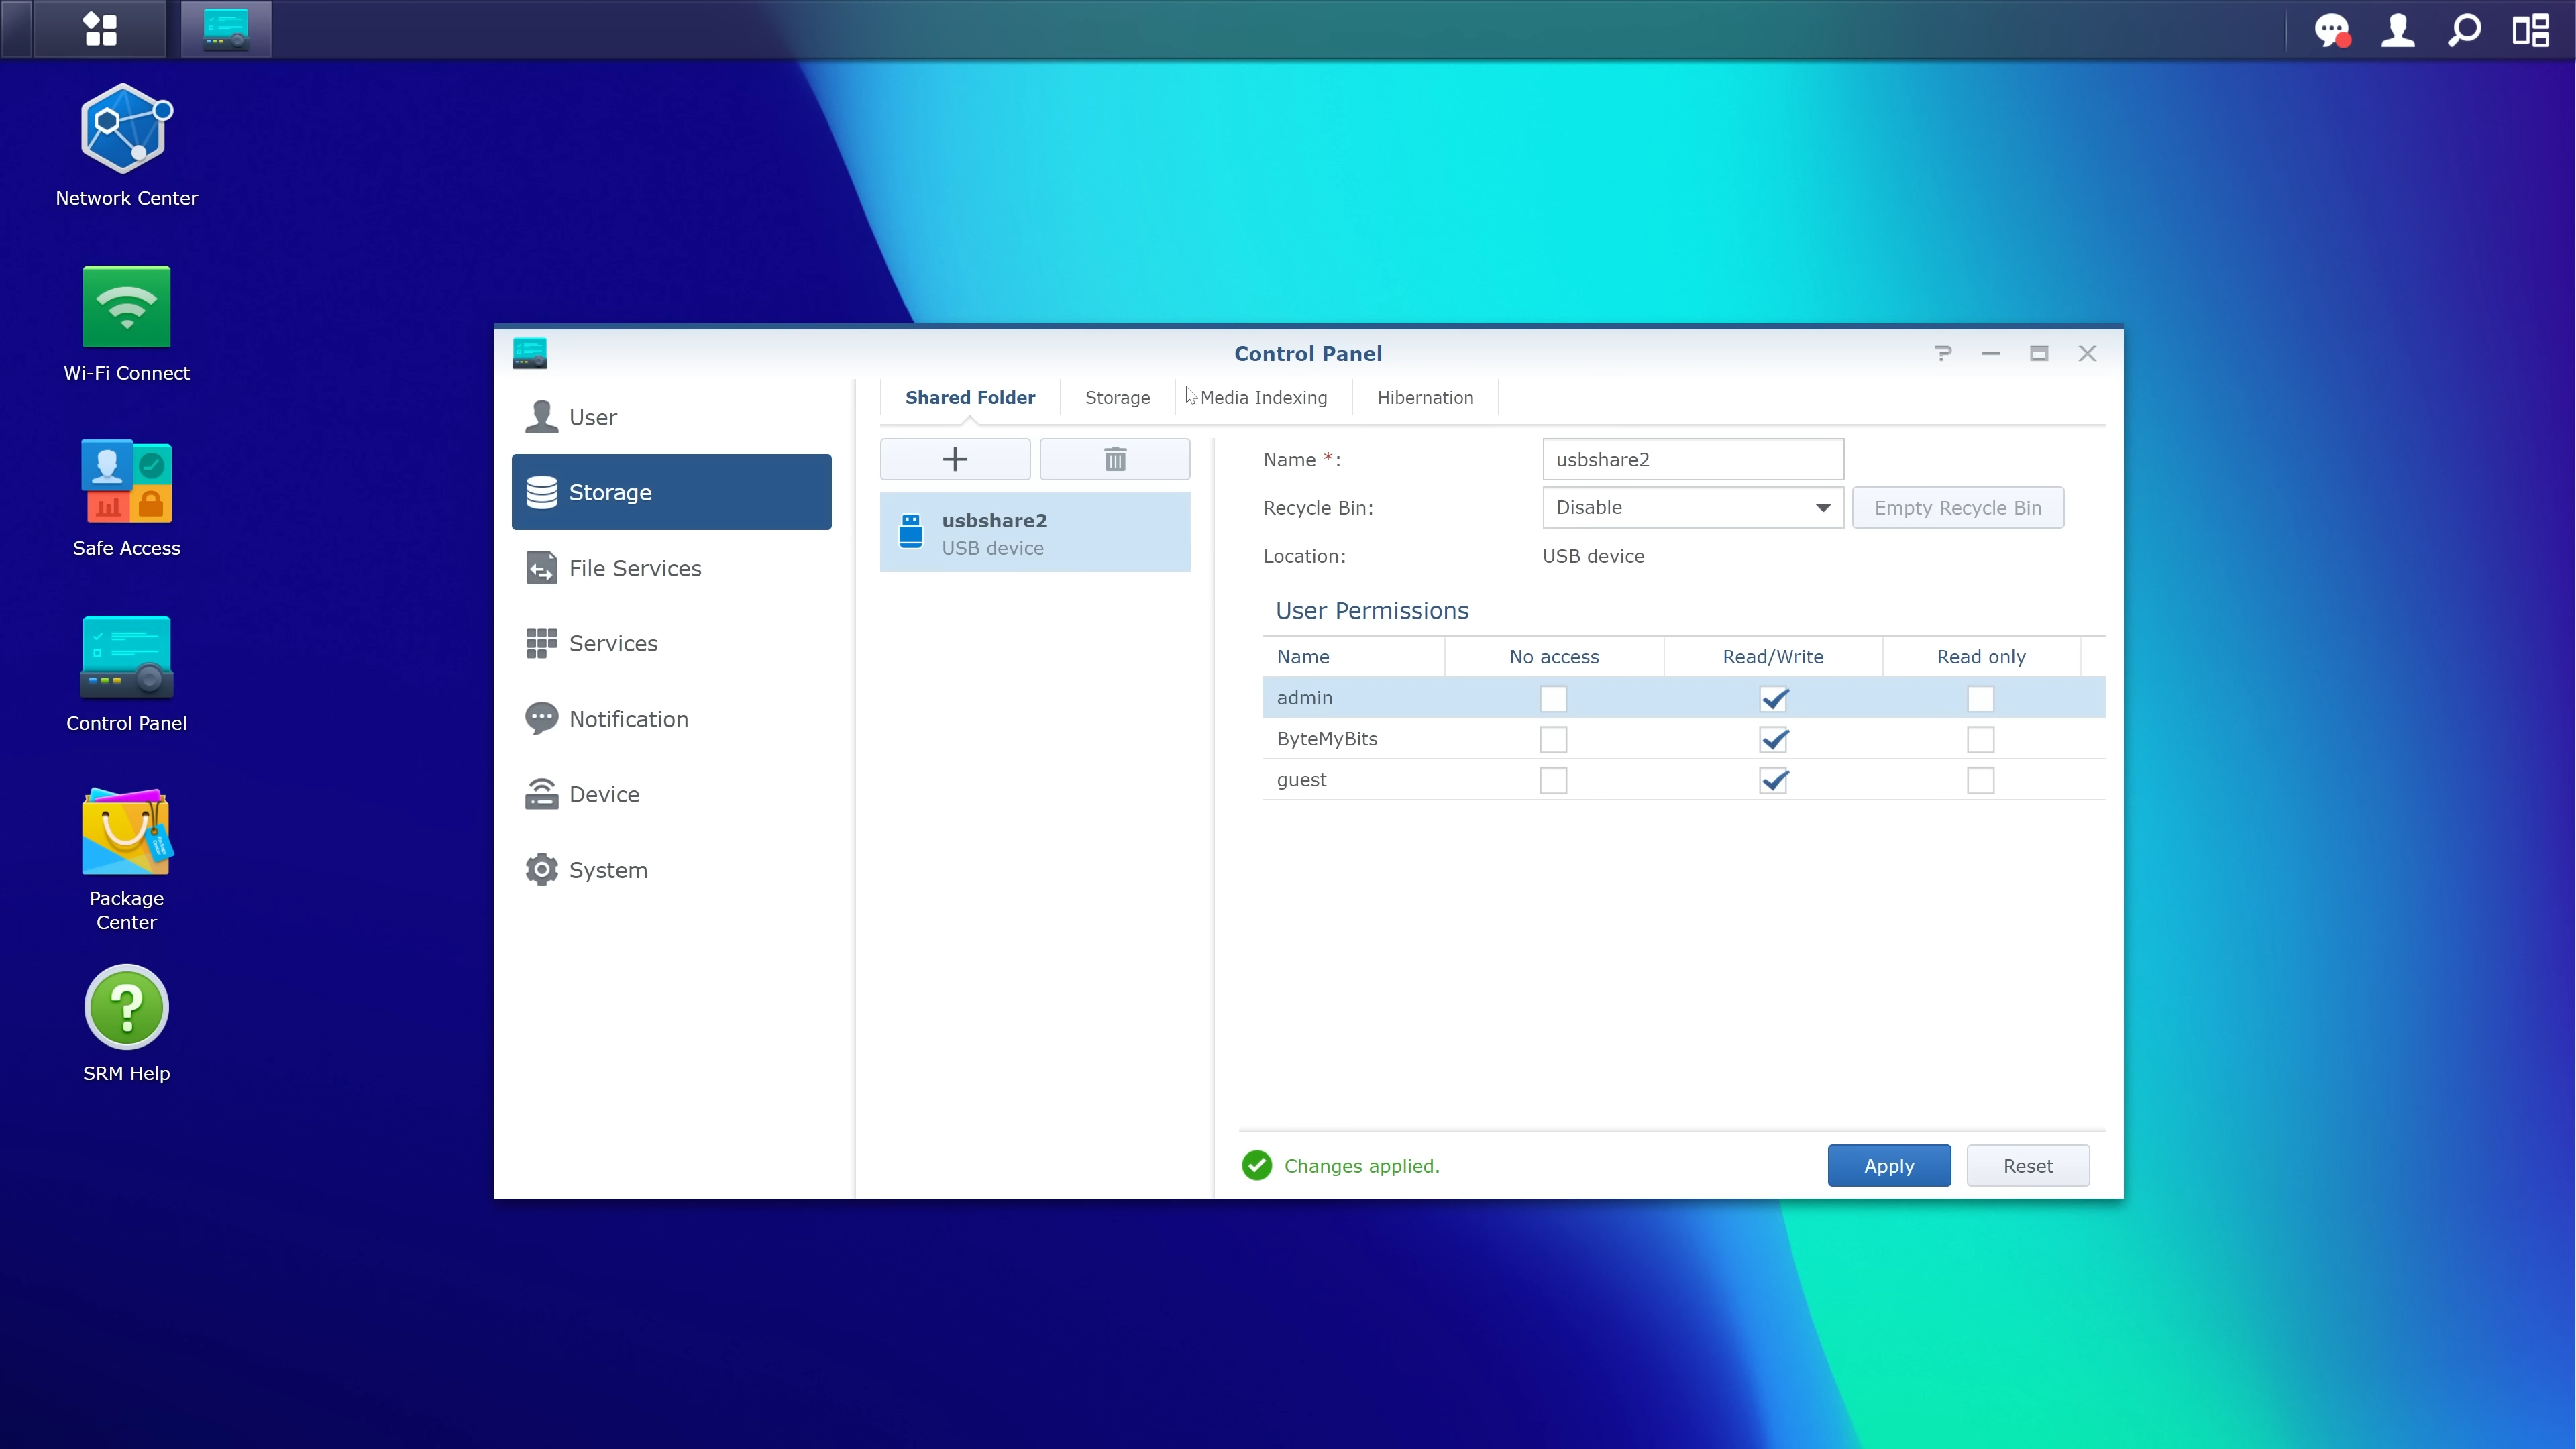 Network Center
Wi-Fi Connect
Safe Access
Control Panel
Package
Center
SRM Help
Control Panel
User
Storage
File Services
Services
Notification
Device
System
Shared Folder
Storage
Media Indexing
Hibernation
usbshare2
USB device
Name *:
usbshare2
Recycle Bin:
Disable
Empty Recycle Bin
Location:
USB device
User Permissions
Name No access Read/Write Read only
admin
ByteMyBits
guest
Changes applied.
Apply
Reset